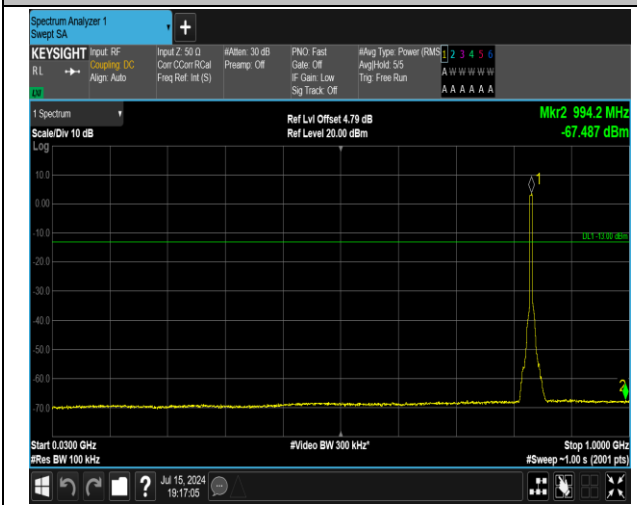 Spectrum Analyzer 1
Swept SA
+
KEYSIGHT
RL
LXI
Input: RF
Coupling: DC
Align: Auto
Input Z: 50 Ω
Corr CCorr RCal
Freq Ref: Int (S)
#Atten: 30 dB
Preamp: Off
PNO: Fast
Gate: Off
IF Gain: Low
Sig Track: Off
#Avg Type: Power (RMS
Avg|Hold: 5/5
Trig: Free Run
1 2 3 4 5 6
A W W W W W
A A A A A A
1 Spectrum
Scale/Div 10 dB
Log
Ref Lvl Offset 4.79 dB
Ref Level 20.00 dBm
Mkr2 994.2 MHz
-67.487 dBm
10.0
0.00
-10.0
-20.0
-30.0
-40.0
-50.0
-60.0
-70.0
1
DL1 -13.00 dBm
2
Start 0.0300 GHz
#Res BW 100 kHz
#Video BW 300 kHz*
Stop 1.0000 GHz
#Sweep ~1.00 s (2001 pts)
?
Jul 15, 2024
19:17:05